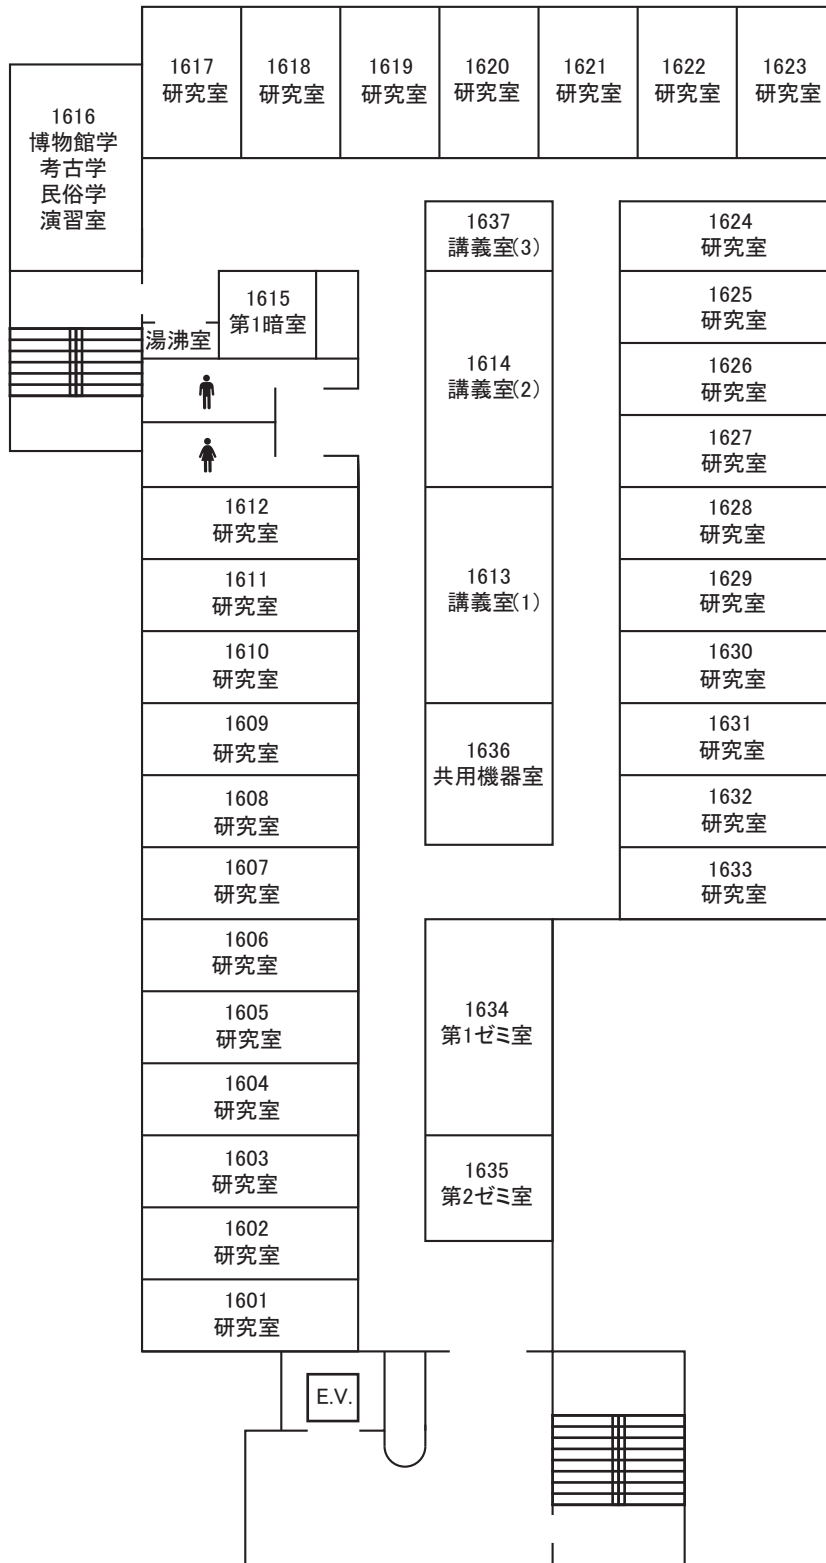 1617
研究室
1618
研究室
1619
研究室
1620
研究室
1621
研究室
1622
研究室
1623
研究室
1616
博物館学
考古学
民俗学
演習室
1637
講義室(3)
1624
研究室
1615
第1暗室
湯沸室
1625
研究室
1614
講義室(2)
1626
研究室
1627
研究室
1612
研究室
1628
研究室
1611
研究室
1613
講義室(1)
1629
研究室
1610
研究室
1630
研究室
1609
研究室
1636
共用機器室
1631
研究室
1608
研究室
1632
研究室
1607
研究室
1633
研究室
1606
研究室
1605
研究室
1634
第1ゼミ室
1604
研究室
1603
研究室
1635
第2ゼミ室
1602
研究室
1601
研究室
E.V.